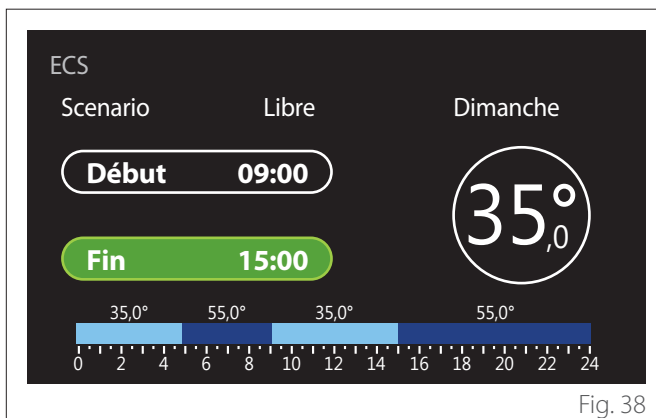 ECS
Scenario Libre Dimanche
Début 09:00
35,0°
Fin 15:00
35,0° 55,0° 35,0° 55,0°
0 2 4 6 8 10 12 14 16 18 20 22 24
Fig. 38